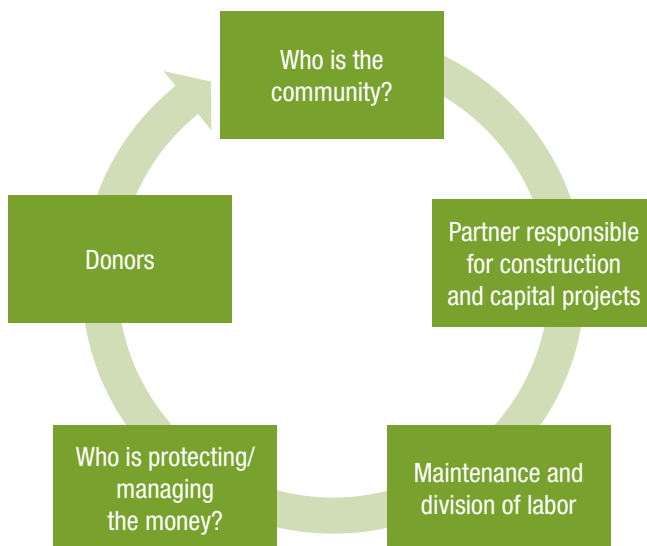 Who is the
community?
Partner responsible
for construction
and capital projects
Maintenance and
division of labor
Who is protecting/
managing
the money?
Donors